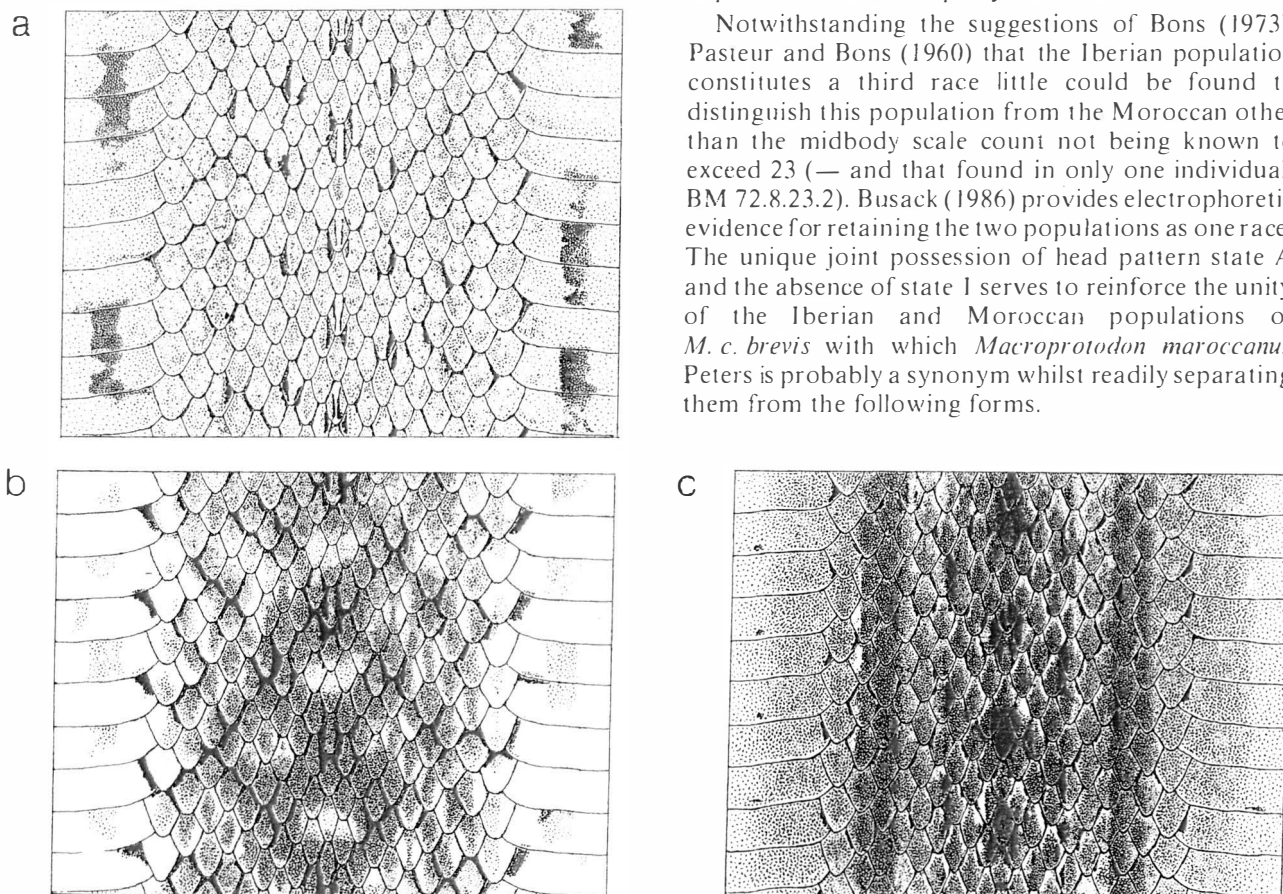 a
Notwithstanding the suggestions of Bons (1973)
Pasteur and Bons (1960) that the Iberian populatio
constitutes a third race little could be found t
distinguish this population from the Moroccan othe
than the midbody scale count not being known t
exceed 23 (— and that found in only one individua
BM 72.8.23.2). Busack (1986) provides electrophoreti
evidence for retaining the two populations as one race
The unique joint possession of head pattern state A
and the absence of state I serves to reinforce the unity
of the Iberian and Moroccan populations o
M. c. brevis with which Macroprotodon maroccanu
Peters is probably a synonym whilst readily separating
them from the following forms.
b
c